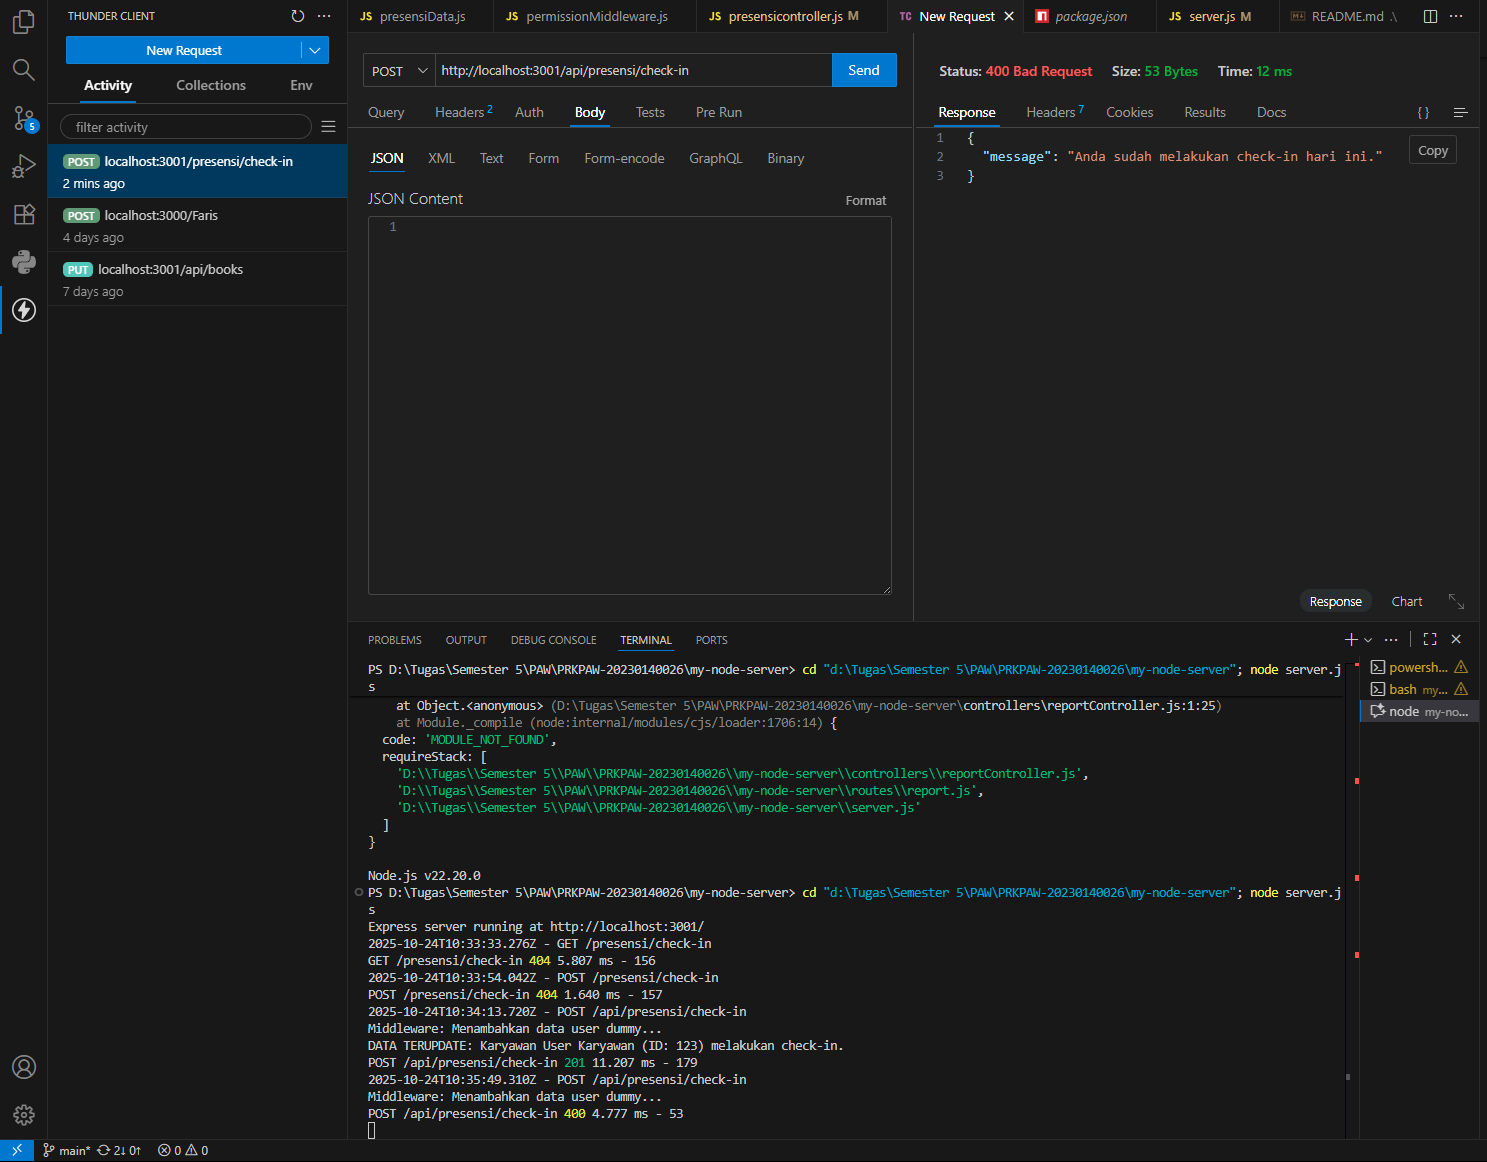 THUNDER CLIENT
New Request
Activity Collections Env
filter activity
POST localhost:3001/presensi/check-in
2 mins ago
POST localhost:3000/Faris
4 days ago
PUT localhost:3001/api/books
7 days ago
5
JS presensiData.js
JS permissionMiddleware.js
JS presensicontroller.js M
TC New Request
package.json
JS server.js M
README.md .\
POST http://localhost:3001/api/presensi/check-in Send
Query Headers 2 Auth Body Tests Pre Run
JSON XML Text Form Form-encode GraphQL Binary
JSON Content Format
1
Status: 400 Bad Request Size: 53 Bytes Time: 12 ms
Response Headers 7 Cookies Results Docs { }
1 {
2 "message": "Anda sudah melakukan check-in hari ini."
3 }
Copy
Response Chart
PROBLEMS OUTPUT DEBUG CONSOLE TERMINAL PORTS
PS D:\Tugas\Semester 5\PAW\PRKPAW-20230140026\my-node-server> cd "d:\Tugas\Semester 5\PAW\PRKPAW-20230140026\my-node-server"; node server.j
s
at Object.<anonymous> (D:\Tugas\Semester 5\PAW\PRKPAW-20230140026\my-node-server\controllers\reportController.js:1:25)
at Module._compile (node:internal/modules/cjs/loader:1706:14) {
code: 'MODULE_NOT_FOUND',
requireStack: [
'D:\\Tugas\\Semester 5\\PAW\\PRKPAW-20230140026\\my-node-server\\controllers\\reportController.js',
'D:\\Tugas\\Semester 5\\PAW\\PRKPAW-20230140026\\my-node-server\\routes\\report.js',
'D:\\Tugas\\Semester 5\\PAW\\PRKPAW-20230140026\\my-node-server\\server.js'
]
}
Node.js v22.20.0
PS D:\Tugas\Semester 5\PAW\PRKPAW-20230140026\my-node-server> cd "d:\Tugas\Semester 5\PAW\PRKPAW-20230140026\my-node-server"; node server.j
s
Express server running at http://localhost:3001/
2025-10-24T10:33:33.276Z - GET /presensi/check-in
GET /presensi/check-in 404 5.807 ms - 156
2025-10-24T10:33:54.042Z - POST /presensi/check-in
POST /presensi/check-in 404 1.640 ms - 157
2025-10-24T10:34:13.720Z - POST /api/presensi/check-in
Middleware: Menambahkan data user dummy...
DATA TERUPDATE: Karyawan User Karyawan (ID: 123) melakukan check-in.
POST /api/presensi/check-in 201 11.207 ms - 179
2025-10-24T10:35:49.310Z - POST /api/presensi/check-in
Middleware: Menambahkan data user dummy...
POST /api/presensi/check-in 400 4.777 ms - 53
powersh...
bash my...
node my-no...
main* 2↓ 0↑ 0 0